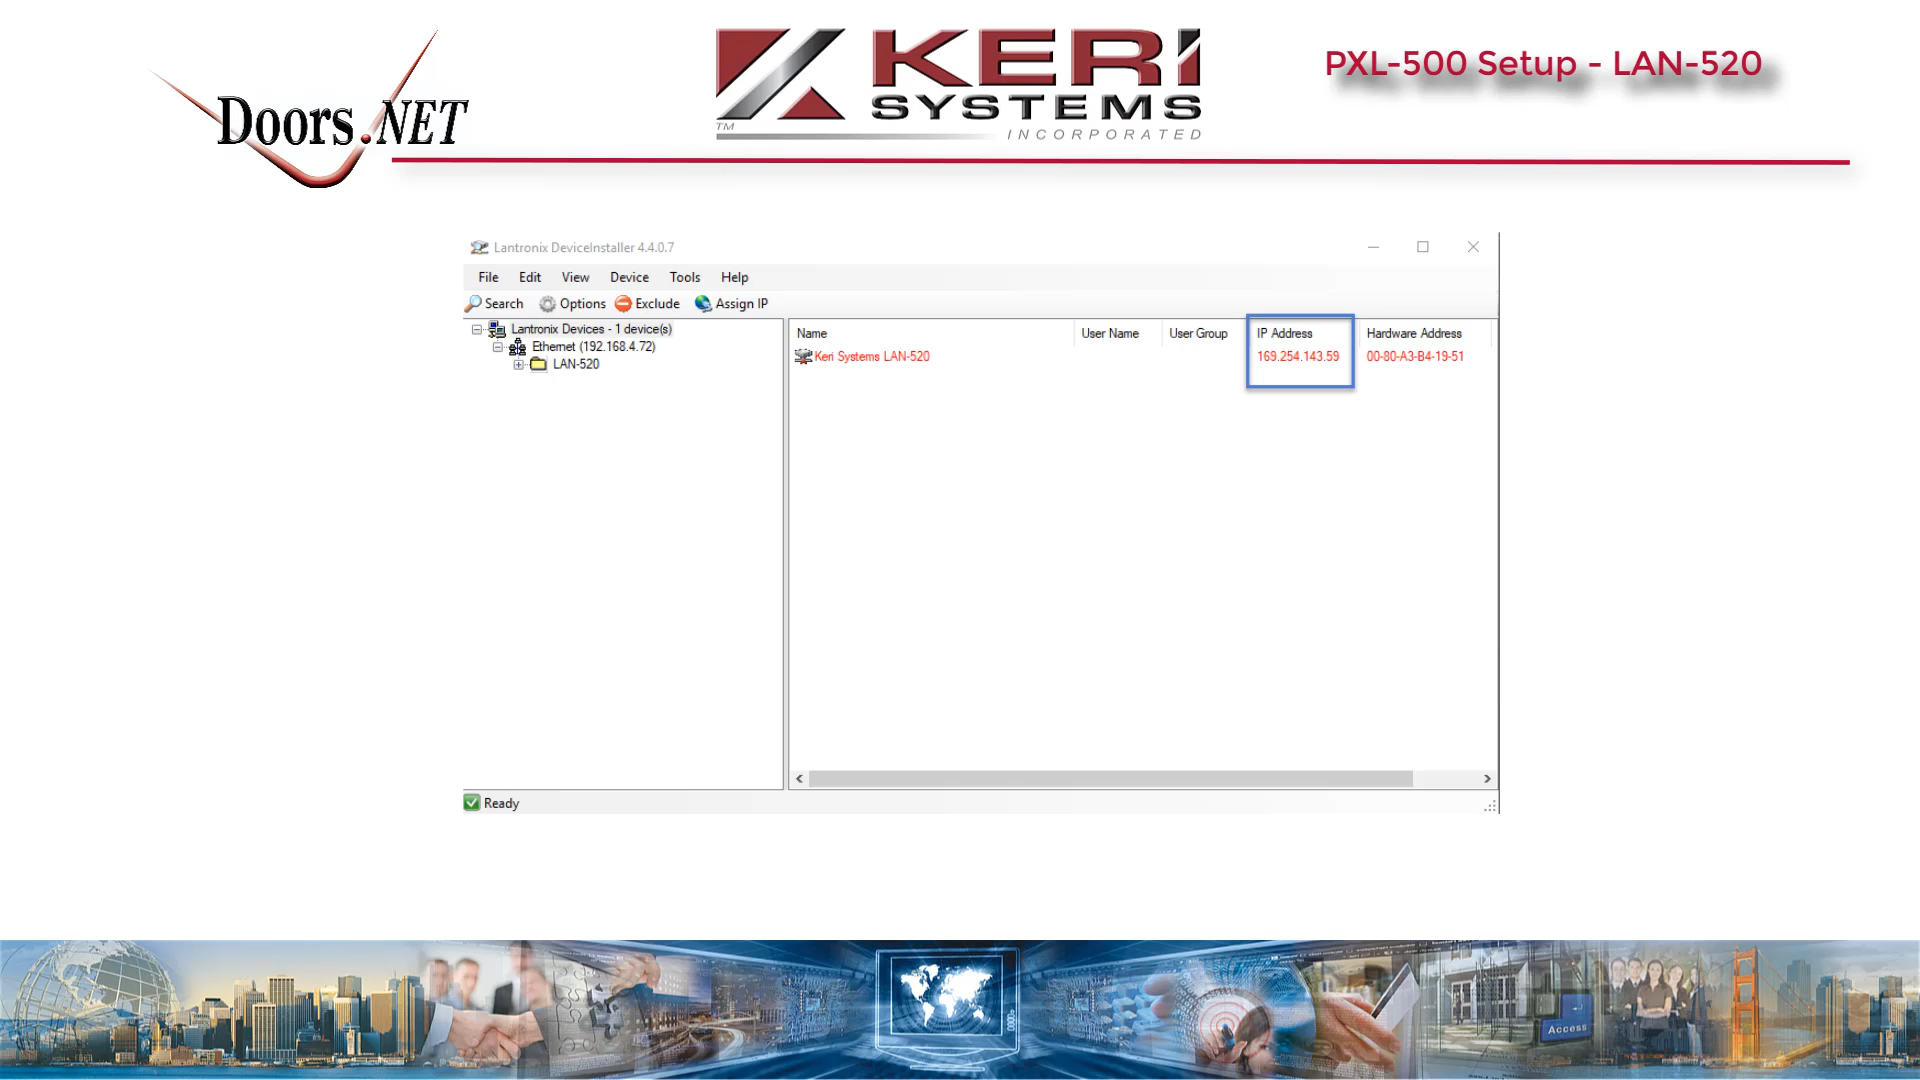 Doors.NET
KERI
SYSTEMS
TM
INCORPORATED
PXL-500 Setup - LAN-520
Lantronix DeviceInstaller 4.4.0.7
File Edit View Device Tools Help
Search Options Exclude Assign IP
Lantronix Devices - 1 device(s)
Ethernet (192.168.4.72)
LAN-520
Name User Name User Group IP Address Hardware Address
Keri Systems LAN-520 169.254.143.59 00-80-A3-B4-19-51
Ready
Access